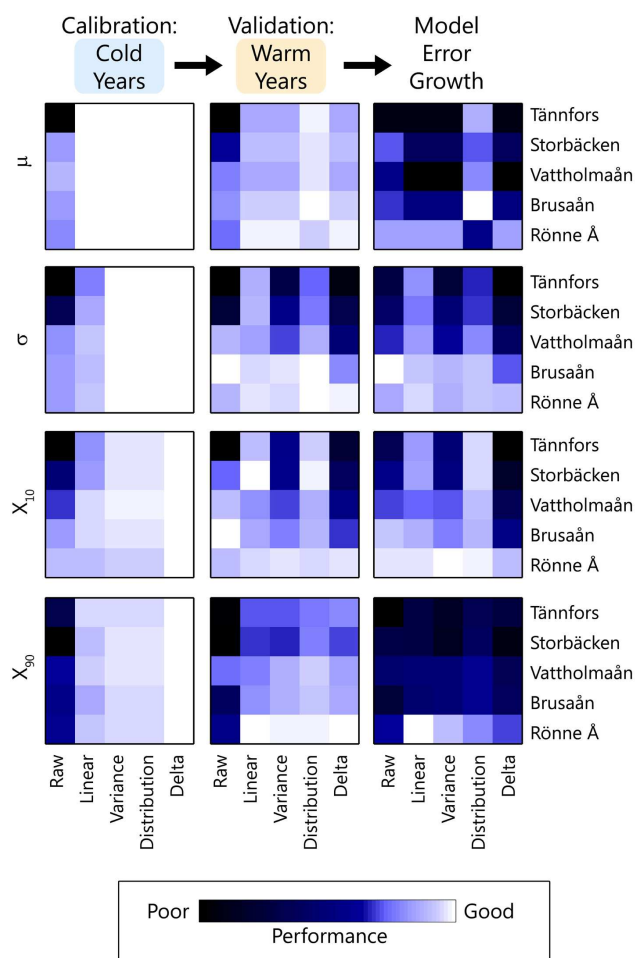 Calibration:
Cold
Years
Validation:
Warm
Years
Model
Error
Growth
μ
Tännfors
Storbäcken
Vattholmaån
Brusaån
Rönne Å
σ
Tännfors
Storbäcken
Vattholmaån
Brusaån
Rönne Å
X10
Tännfors
Storbäcken
Vattholmaån
Brusaån
Rönne Å
X90
Tännfors
Storbäcken
Vattholmaån
Brusaån
Rönne Å
Raw
Linear
Variance
Distribution
Delta
Raw
Linear
Variance
Distribution
Delta
Raw
Linear
Variance
Distribution
Delta
Poor
Good
Performance